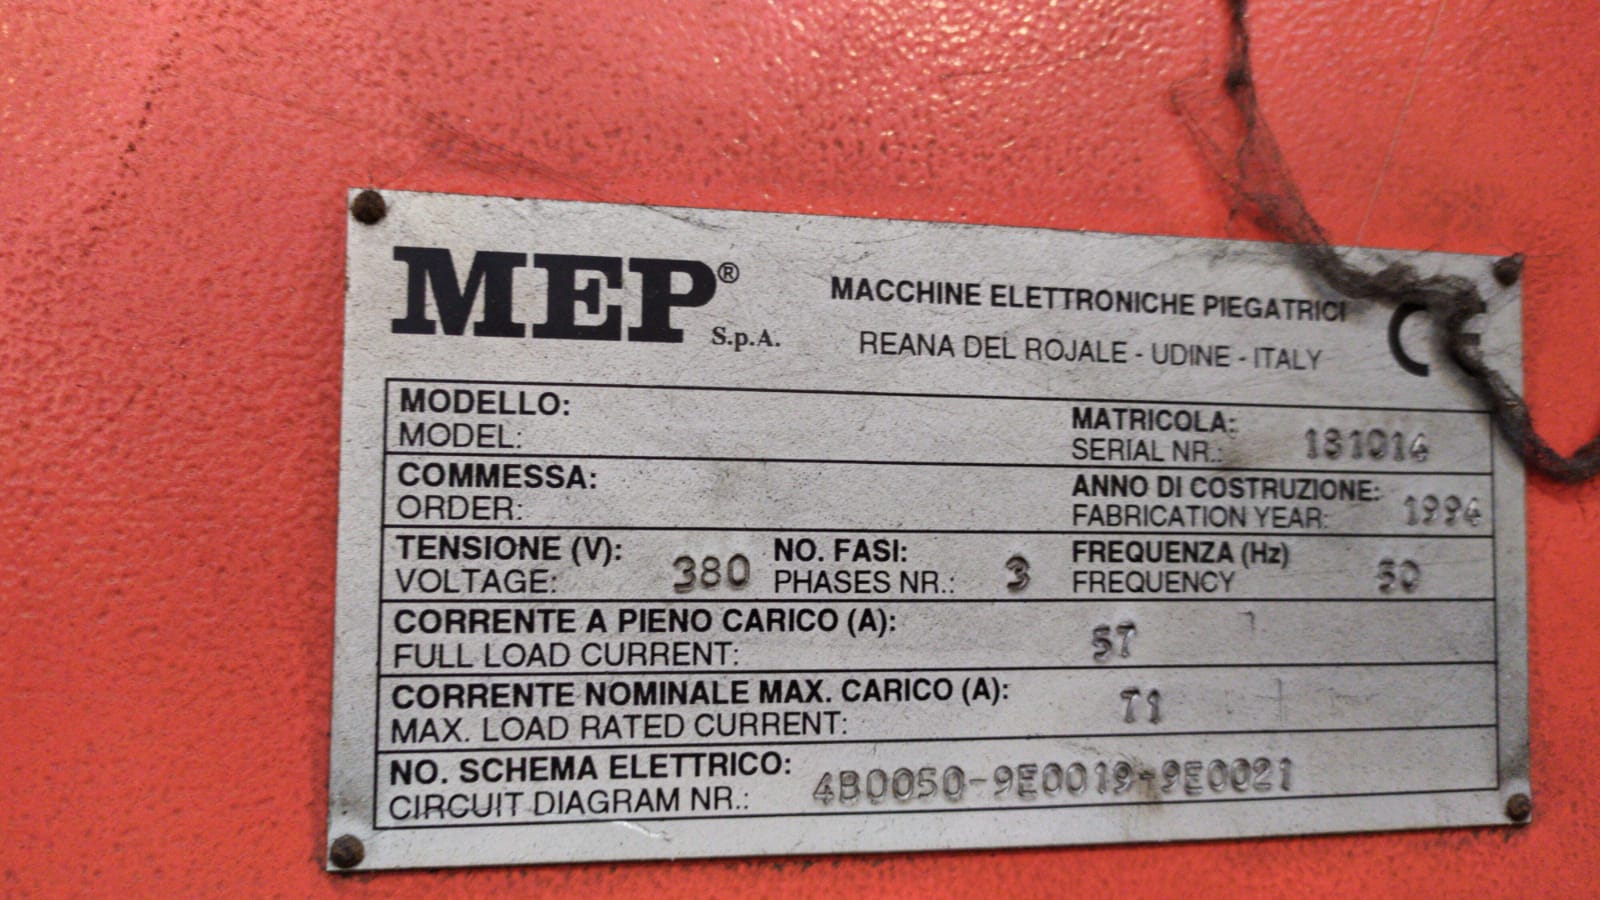 MEP®
S.p.A.
MACCHINE ELETTRONICHE PIEGATRICI
REANA DEL ROJALE - UDINE - ITALY
CE
MODELLO:
MODEL:
MATRICOLA:
SERIAL NR.: 181014
COMMESSA:
ORDER:
ANNO DI COSTRUZIONE:
FABRICATION YEAR: 1994
TENSIONE (V):
VOLTAGE: 380
NO. FASI:
PHASES NR.: 3
FREQUENZA (Hz)
FREQUENCY 50
CORRENTE A PIENO CARICO (A):
FULL LOAD CURRENT: 57
CORRENTE NOMINALE MAX. CARICO (A):
MAX. LOAD RATED CURRENT: 71
NO. SCHEMA ELETTRICO:
CIRCUIT DIAGRAM NR.: 4B0050-9E0019-9E0021